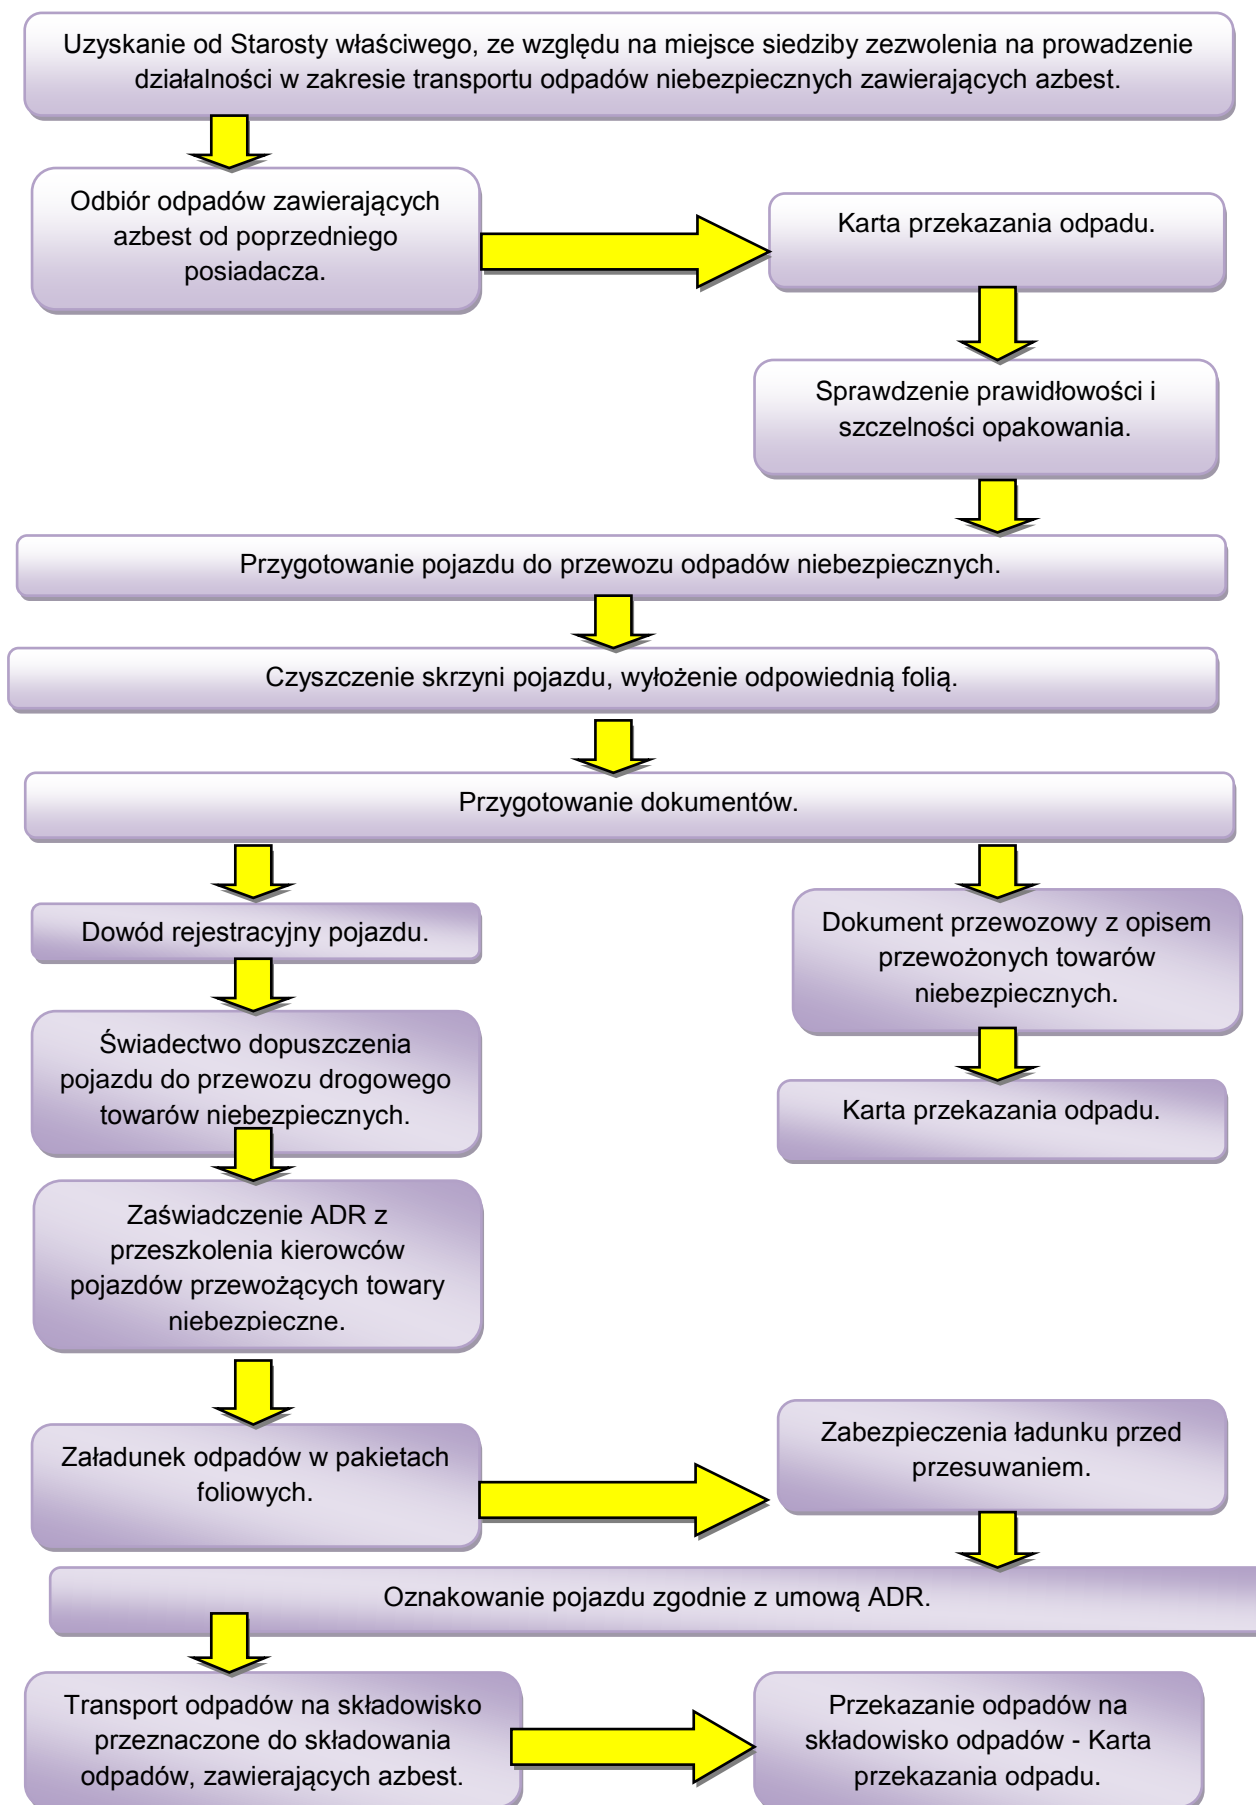 Uzyskanie od Starosty właściwego, ze względu na miejsce siedziby zezwolenia na prowadzenie
działalności w zakresie transportu odpadów niebezpiecznych zawierających azbest.
Odbiór odpadów zawierających
azbest od poprzedniego
posiadacza.
Karta przekazania odpadu.
Sprawdzenie prawidłowości i
szczelności opakowania.
Przygotowanie pojazdu do przewozu odpadów niebezpiecznych.
Czyszczenie skrzyni pojazdu, wyłożenie odpowiednią folią.
Przygotowanie dokumentów.
Dowód rejestracyjny pojazdu.
Świadectwo dopuszczenia
pojazdu do przewozu drogowego
towarów niebezpiecznych.
Zaświadczenie ADR z
przeszkolenia kierowców
pojazdów przewożących towary
niebezpieczne.
Dokument przewozowy z opisem
przewożonych towarów
niebezpiecznych.
Karta przekazania odpadu.
Załadunek odpadów w pakietach
foliowych.
Zabezpieczenia ładunku przed
przesuwaniem.
Oznakowanie pojazdu zgodnie z umową ADR.
Transport odpadów na składowisko
przeznaczone do składowania
odpadów, zawierających azbest.
Przekazanie odpadów na
składowisko odpadów - Karta
przekazania odpadu.